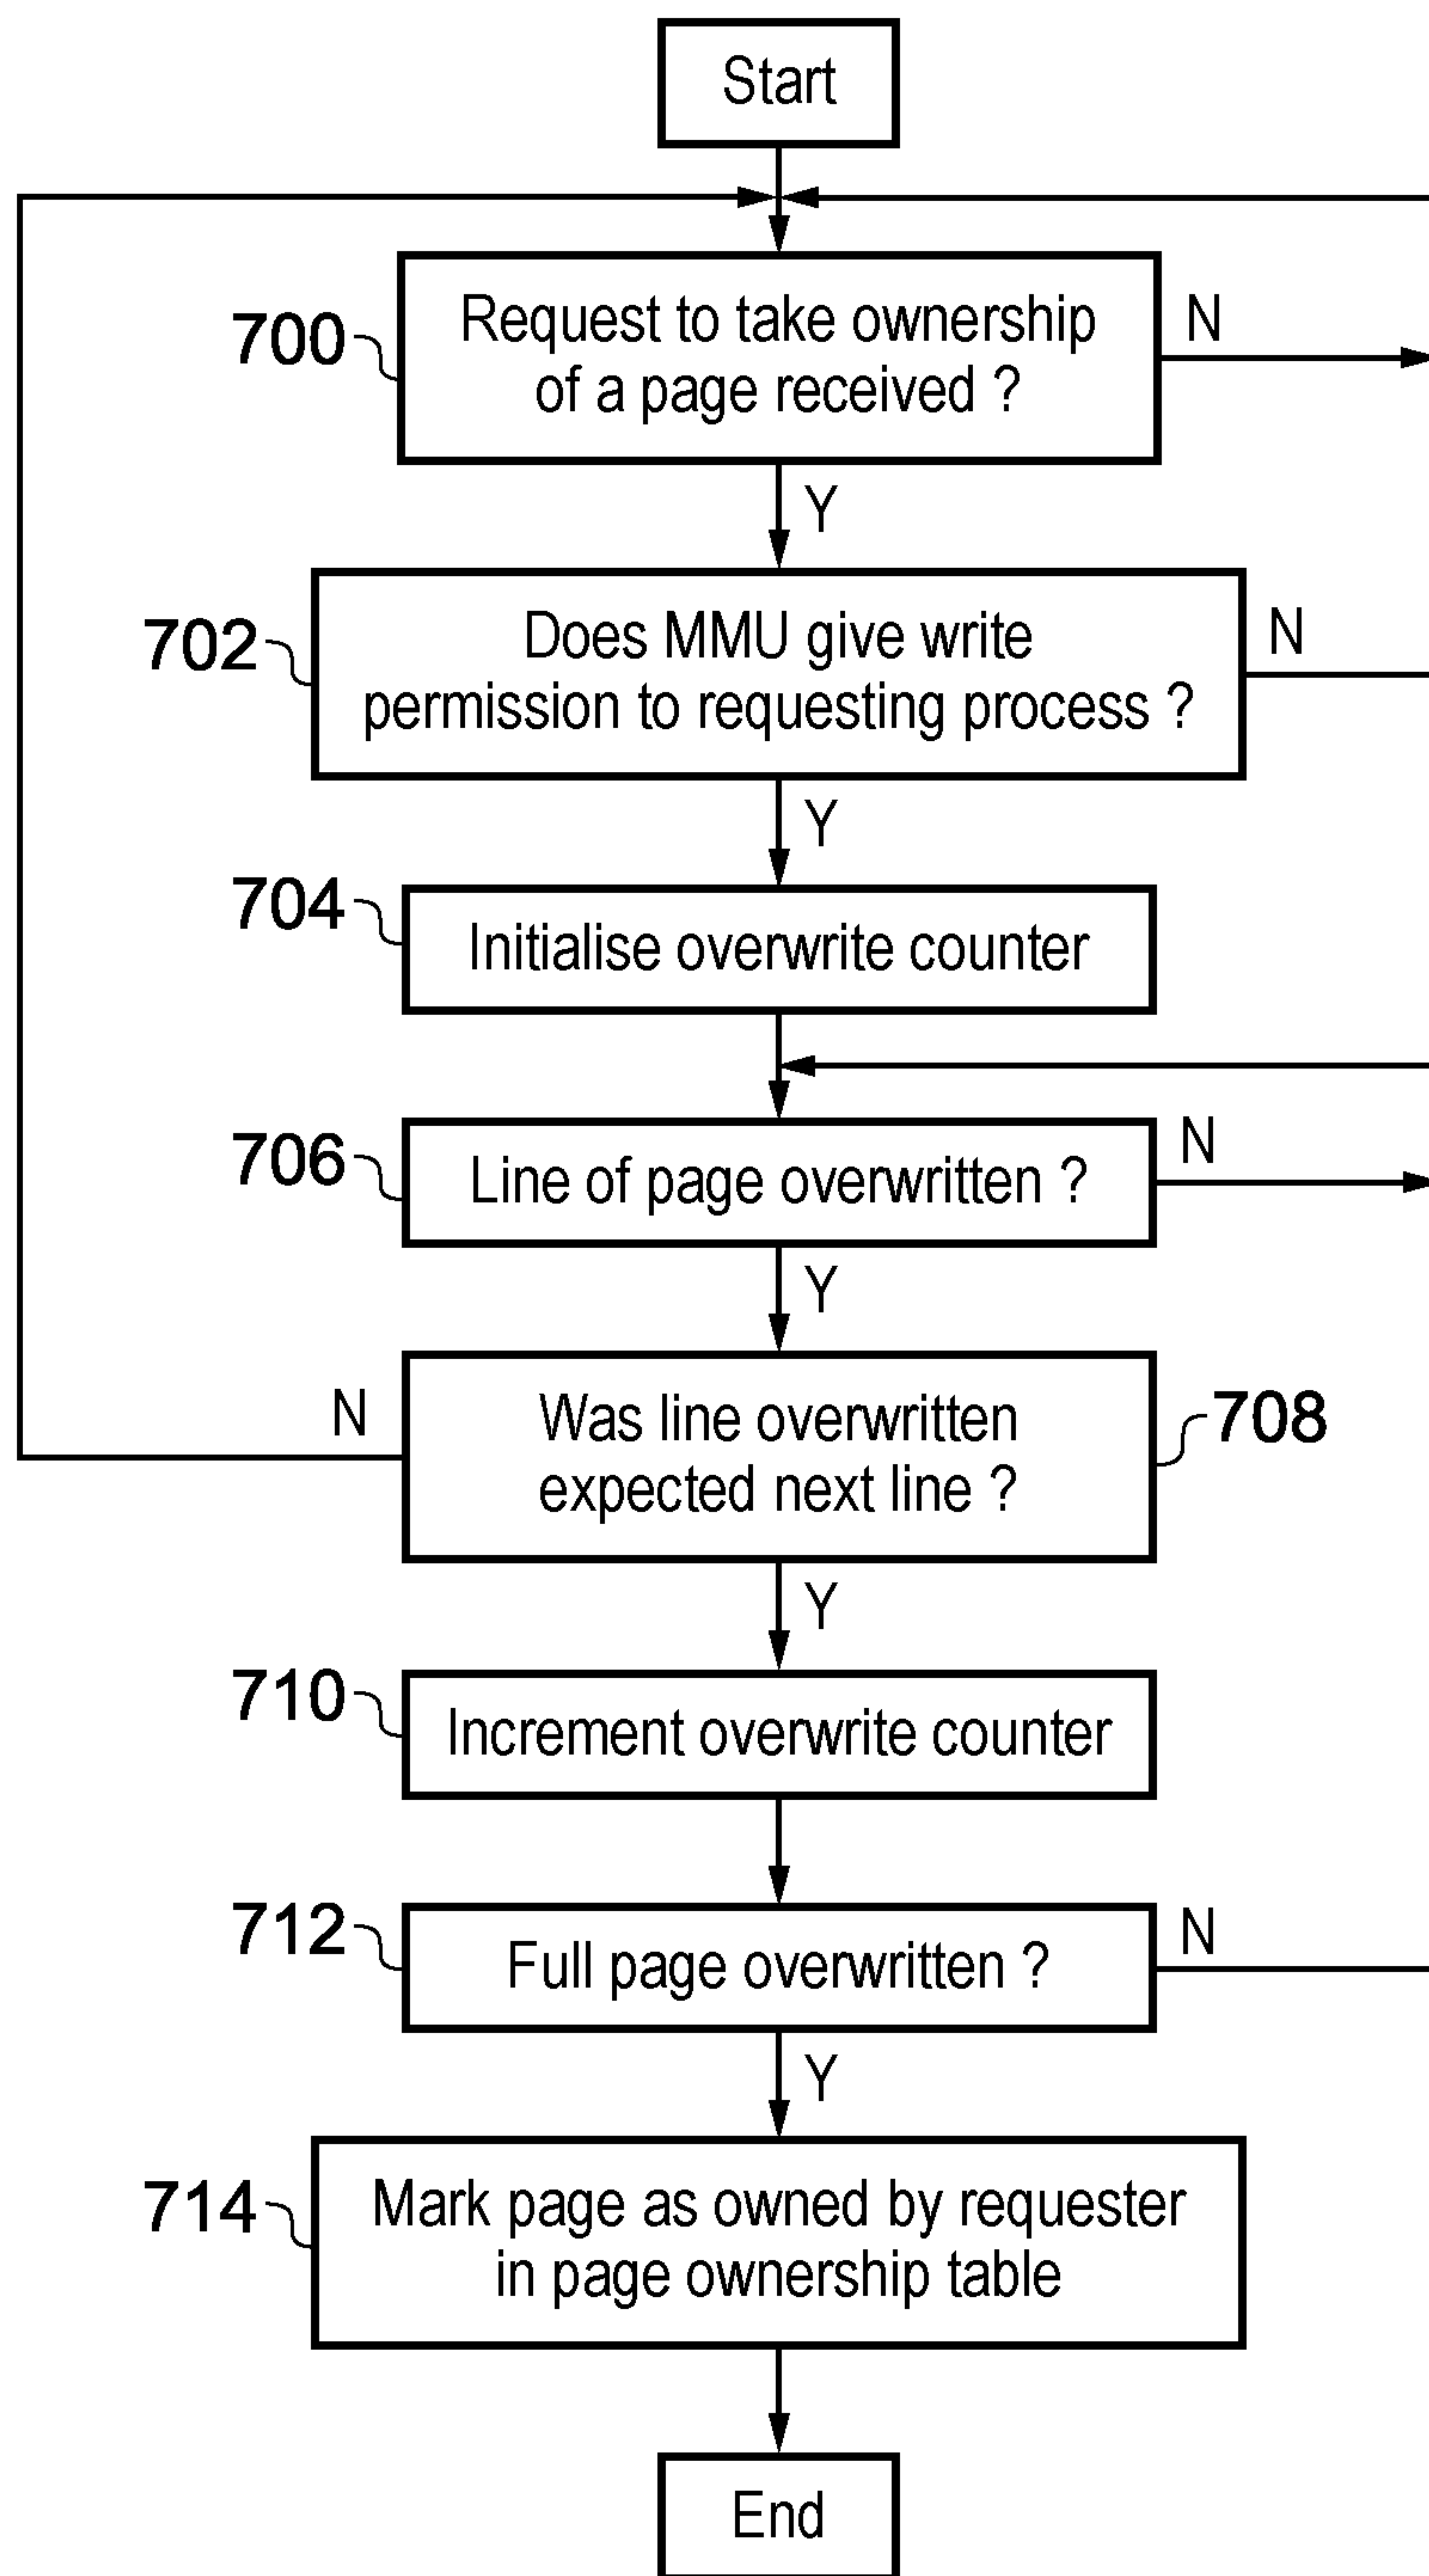 Start
700
Request to take ownership
of a page received ?
N
Y
702
Does MMU give write
permission to requesting process ?
N
Y
704
Initialise overwrite counter
706
Line of page overwritten ?
N
Y
N
Was line overwritten
expected next line ?
708
Y
710
Increment overwrite counter
712
Full page overwritten ?
N
Y
714
Mark page as owned by requester
in page ownership table
End